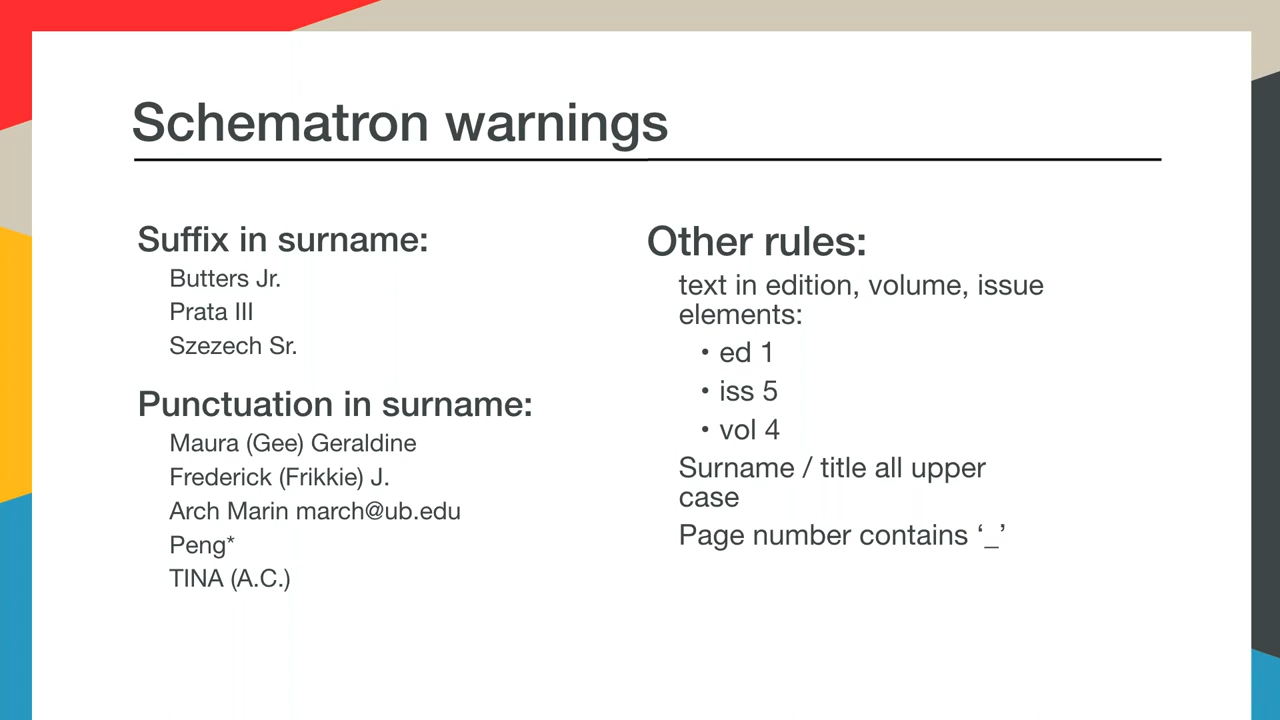 Schematron warnings
Suffix in surname:
Butters Jr.
Prata III
Szezech Sr.
Punctuation in surname:
Maura (Gee) Geraldine
Frederick (Frikkie) J.
Arch Marin march@ub.edu
Peng*
TINA (A.C.)
Other rules:
text in edition, volume, issue
elements:
• ed 1
• iss 5
• vol 4
Surname / title all upper
case
Page number contains ‘_’